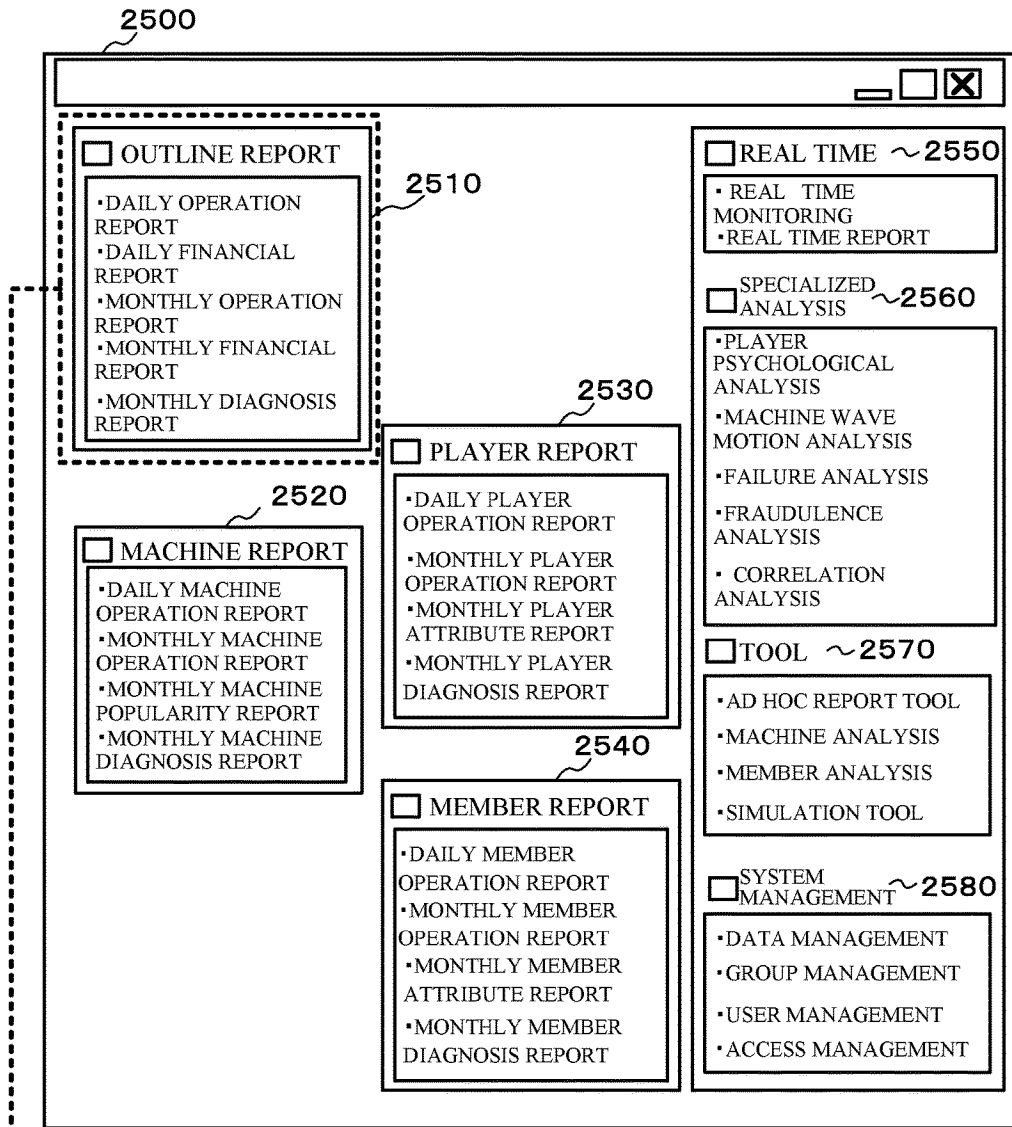 2500
OUTLINE REPORT
2510
・DAILY OPERATION
REPORT
・DAILY FINANCIAL
REPORT
・MONTHLY OPERATION
REPORT
・MONTHLY FINANCIAL
REPORT
・MONTHLY DIAGNOSIS
REPORT
2520
MACHINE REPORT
・DAILY MACHINE
OPERATION REPORT
・MONTHLY MACHINE
OPERATION REPORT
・MONTHLY MACHINE
POPULARITY REPORT
・MONTHLY MACHINE
DIAGNOSIS REPORT
2530
PLAYER REPORT
・DAILY PLAYER
OPERATION REPORT
・MONTHLY PLAYER
OPERATION REPORT
・MONTHLY PLAYER
ATTRIBUTE REPORT
・MONTHLY PLAYER
DIAGNOSIS REPORT
2540
MEMBER REPORT
・DAILY MEMBER
OPERATION REPORT
・MONTHLY MEMBER
OPERATION REPORT
・MONTHLY MEMBER
ATTRIBUTE REPORT
・MONTHLY MEMBER
DIAGNOSIS REPORT
REAL TIME ~2550
・REAL TIME
MONITORING
・REAL TIME REPORT
SPECIALIZED
ANALYSIS ~2560
・PLAYER
PSYCHOLOGICAL
ANALYSIS
・MACHINE WAVE
MOTION ANALYSIS
・FAILURE ANALYSIS
・FRAUDULENCE
ANALYSIS
・CORRELATION
ANALYSIS
TOOL ~2570
・AD HOC REPORT TOOL
・MACHINE ANALYSIS
・MEMBER ANALYSIS
・SIMULATION TOOL
SYSTEM
MANAGEMENT ~2580
・DATA MANAGEMENT
・GROUP MANAGEMENT
・USER MANAGEMENT
・ACCESS MANAGEMENT